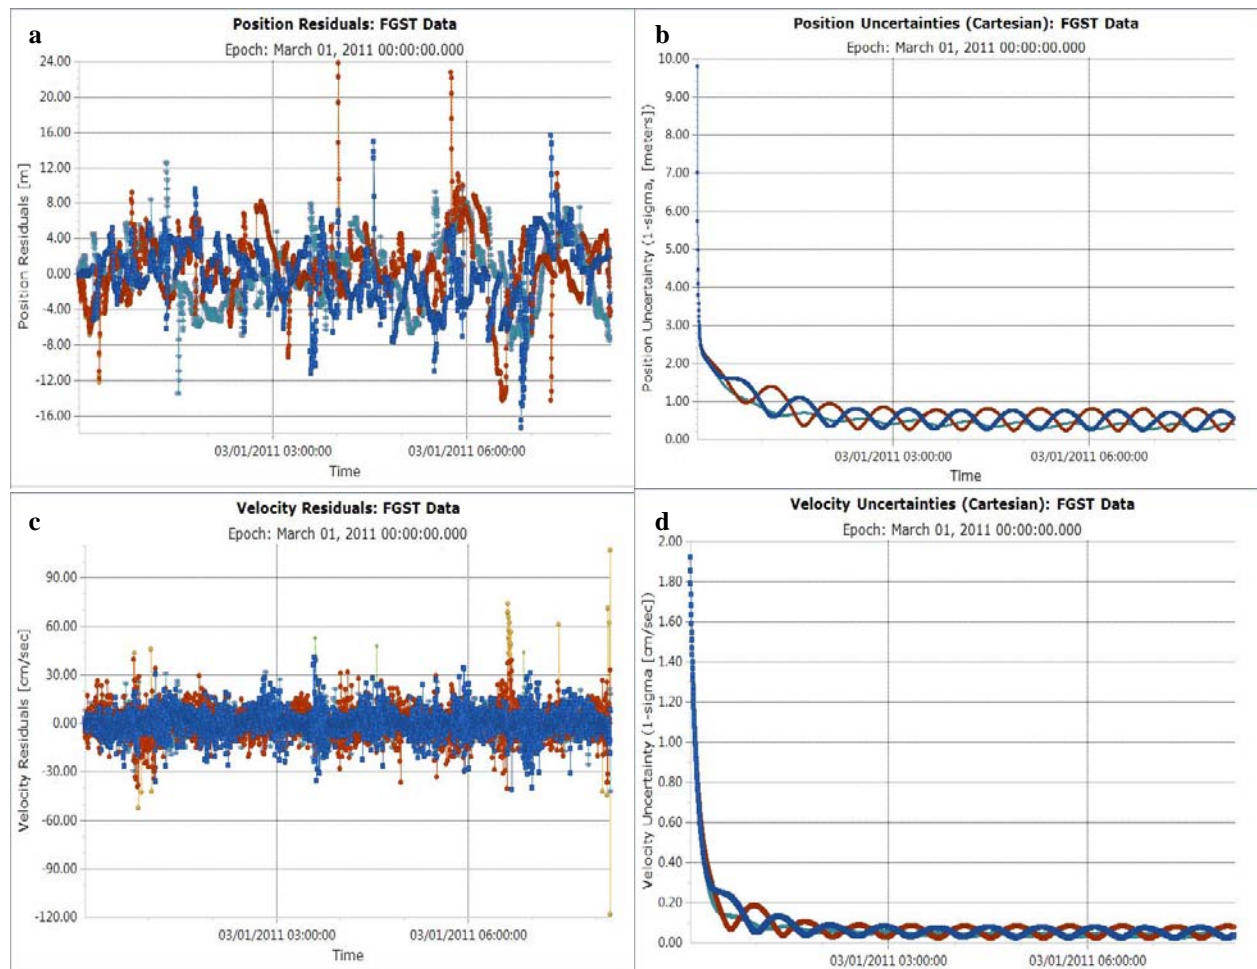 a
Position Residuals: FGST Data
Epoch: March 01, 2011 00:00:00.000
24.00
20.00
16.00
12.00
8.00
4.00
0.00
-4.00
-8.00
-12.00
-16.00
Position Residuals [m]
03/01/2011 03:00:00
03/01/2011 06:00:00
Time
b
Position Uncertainties (Cartesian): FGST Data
Epoch: March 01, 2011 00:00:00.000
10.00
9.00
8.00
7.00
6.00
5.00
4.00
3.00
2.00
1.00
0.00
Position Uncertainty (1-sigma, [meters])
03/01/2011 03:00:00
03/01/2011 06:00:00
Time
c
Velocity Residuals: FGST Data
Epoch: March 01, 2011 00:00:00.000
90.00
60.00
30.00
0.00
-30.00
-60.00
-90.00
-120.00
Velocity Residuals [cm/sec]
03/01/2011 03:00:00
03/01/2011 06:00:00
Time
d
Velocity Uncertainties (Cartesian): FGST Data
Epoch: March 01, 2011 00:00:00.000
2.00
1.80
1.60
1.40
1.20
1.00
0.80
0.60
0.40
0.20
0.00
Velocity Uncertainty (1-sigma [cm/sec])
03/01/2011 03:00:00
03/01/2011 06:00:00